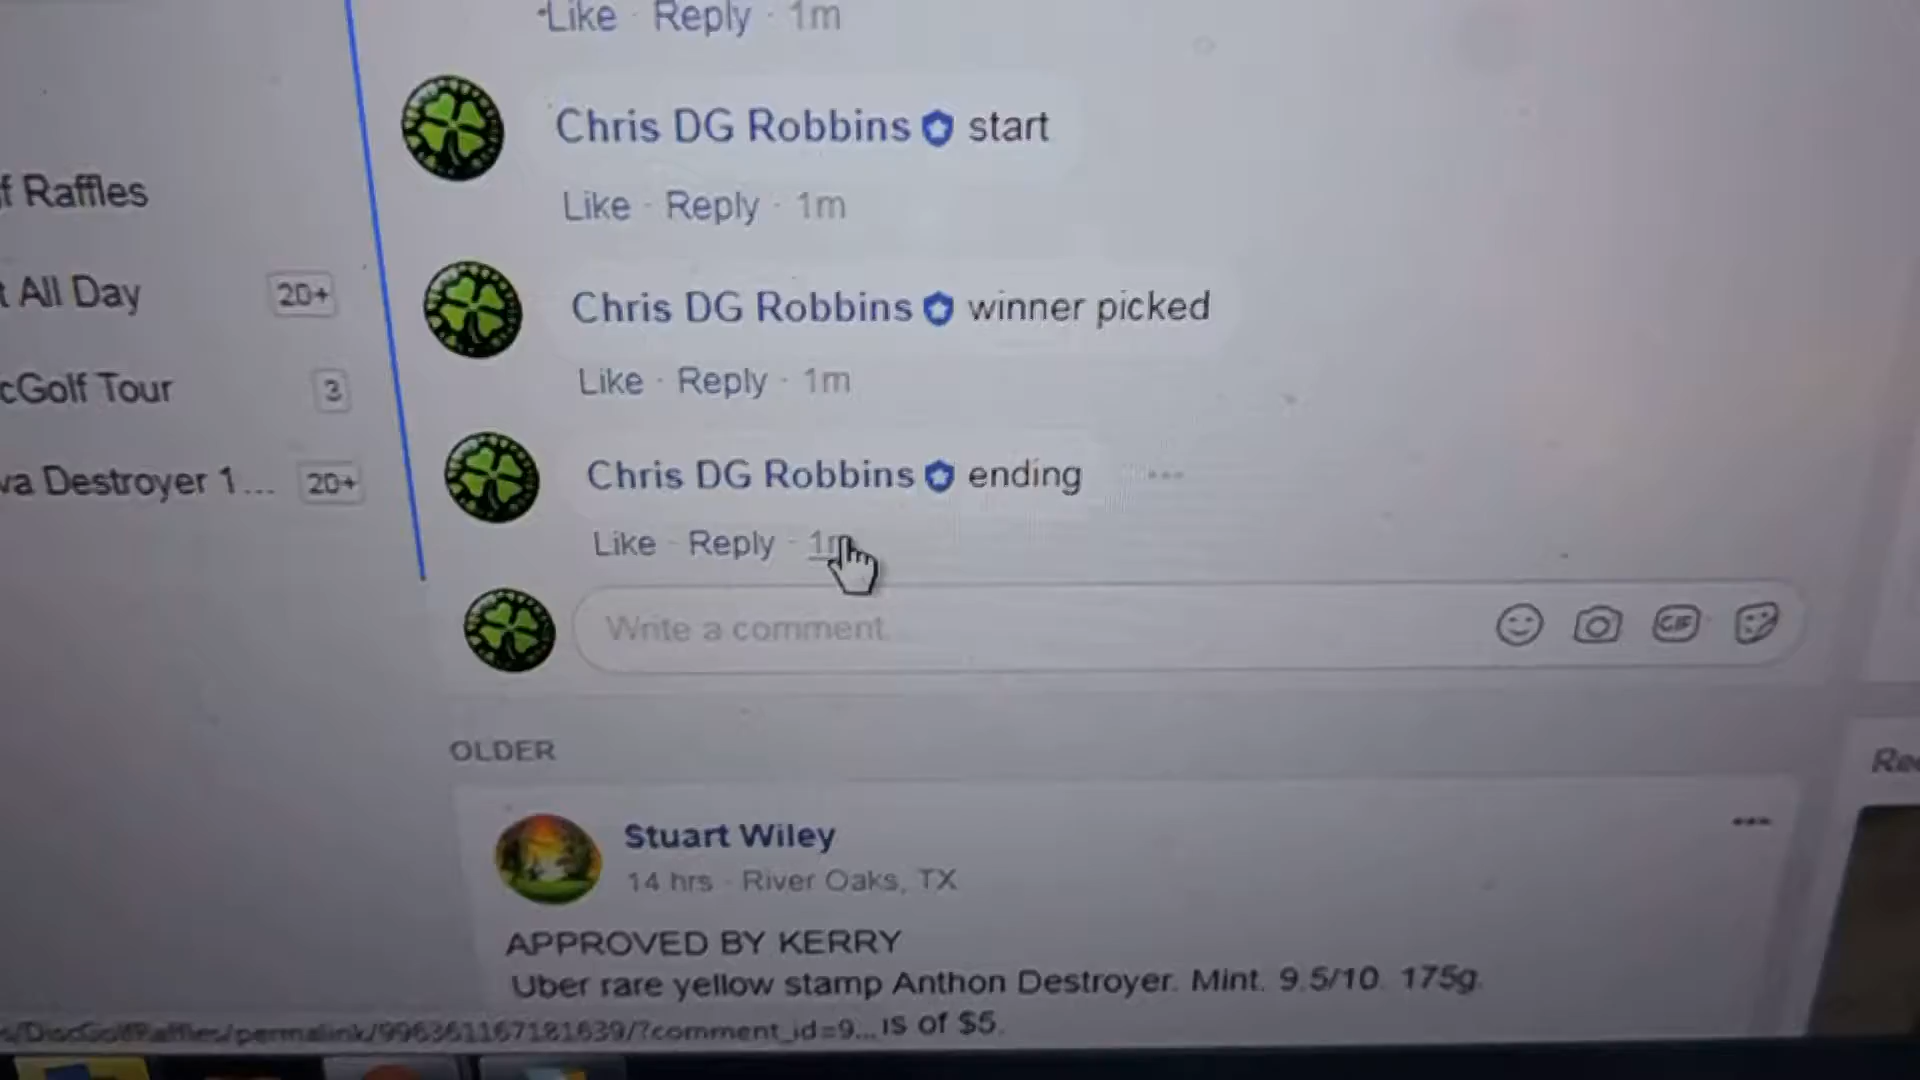 Like · Reply · 1m
Chris DG Robbins start
Like · Reply · 1m
f Raffles
Chris DG Robbins winner picked
t All Day 20+
Like · Reply · 1m
cGolf Tour 3
Chris DG Robbins ending
va Destroyer 1... 20+
Like · Reply · 1m
Write a comment
GIF
OLDER
Stuart Wiley
14 hrs · River Oaks, TX
APPROVED BY KERRY
Uber rare yellow stamp Anthon Destroyer. Mint. 9.5/10. 175g.
s/DiscGolfRaffles/permalink/996361167181639/?comment_id=9... is of $5.